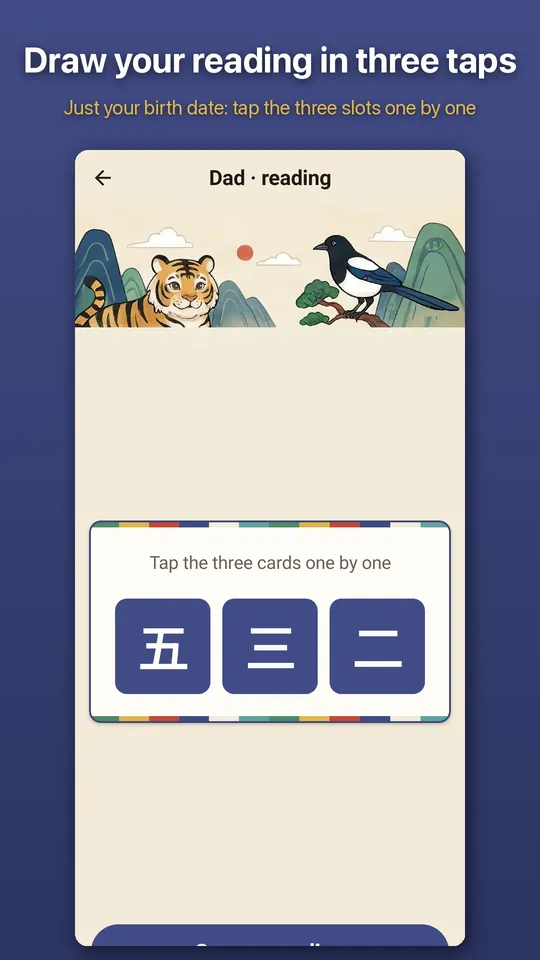 Draw your reading in three taps
Just your birth date: tap the three slots one by one
Dad · reading
Tap the three cards one by one
五 三 二